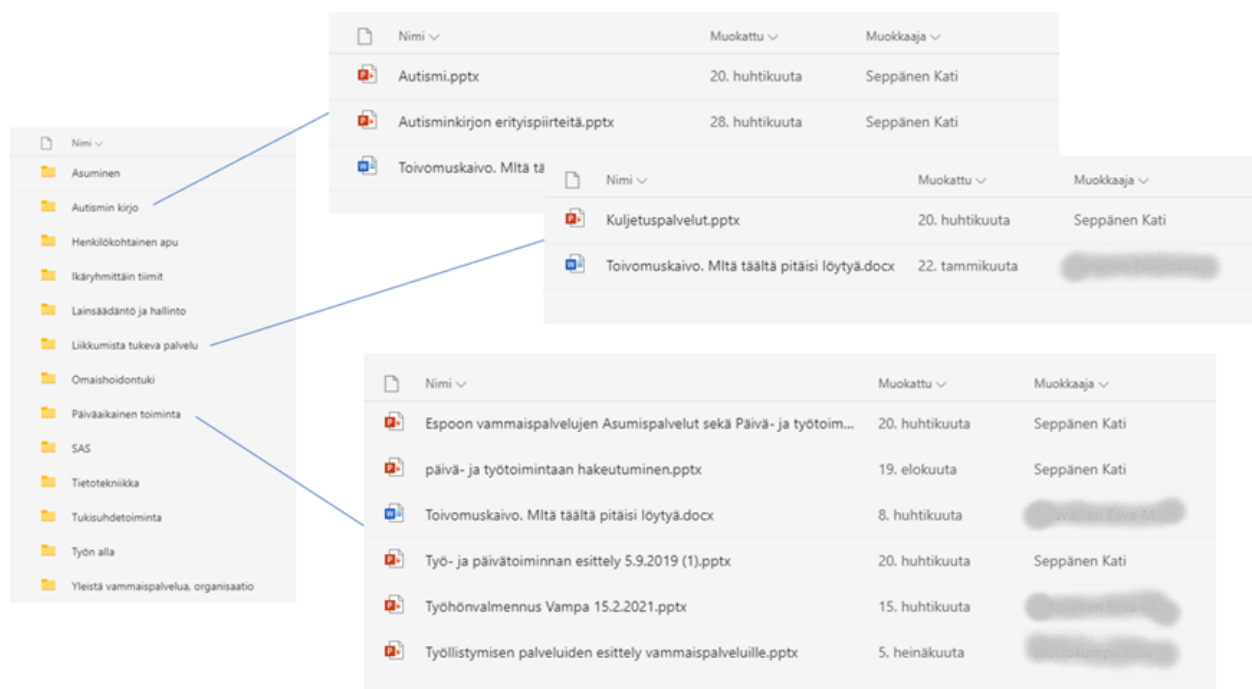 Nimi
Asuminen
Autismin kirjo
Henkilökohtainen apu
Ikäryhmittäin tiimit
Lainsäädäntö ja hallinto
Liikkumista tukeva palvelu
Omaishoidontuki
Päiväaikainen toiminta
SAS
Tietotekniikka
Tukisuhdetoiminta
Työn alla
Yleistä vammaispalvelua, organisaatio
Nimi Muokattu Muokkaaja
Autismi.pptx 20. huhtikuuta Seppänen Kati
Autisminkirjon erityispiirteitä.pptx 28. huhtikuuta Seppänen Kati
Toivomuskaivo. MItä tä
Nimi Muokattu Muokkaaja
Kuljetuspalvelut.pptx 20. huhtikuuta Seppänen Kati
Toivomuskaivo. MItä täältä pitäisi löytyä.docx 22. tammikuuta
Nimi Muokattu Muokkaaja
Espoon vammaispalvelujen Asumispalvelut sekä Päivä- ja työtoim... 20. huhtikuuta Seppänen Kati
päivä- ja työtoimintaan hakeutuminen.pptx 19. elokuuta Seppänen Kati
Toivomuskaivo. MItä täältä pitäisi löytyä.docx 8. huhtikuuta
Työ- ja päivätoiminnan esittely 5.9.2019 (1).pptx 20. huhtikuuta Seppänen Kati
Työhönvalmennus Vampa 15.2.2021.pptx 15. huhtikuuta
Työllistymisen palveluiden esittely vammaispalveluille.pptx 5. heinäkuuta